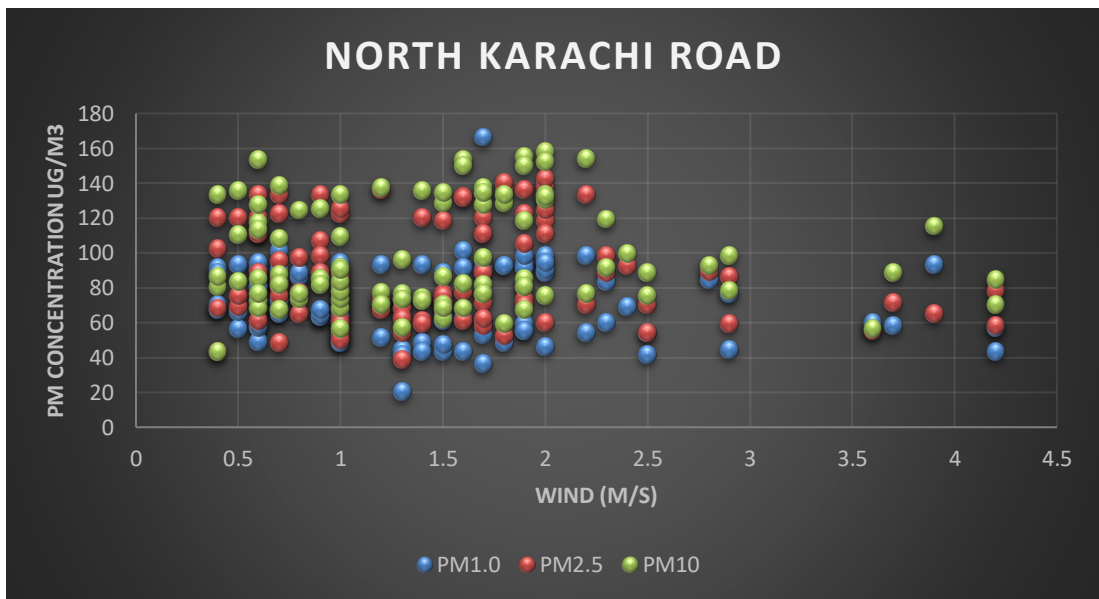 NORTH KARACHI ROAD
PM CONCENTRATION UG/M3
180
160
140
120
100
80
60
40
20
0
0 0.5 1 1.5 2 2.5 3 3.5 4 4.5
WIND (M/S)
PM1.0 PM2.5 PM10